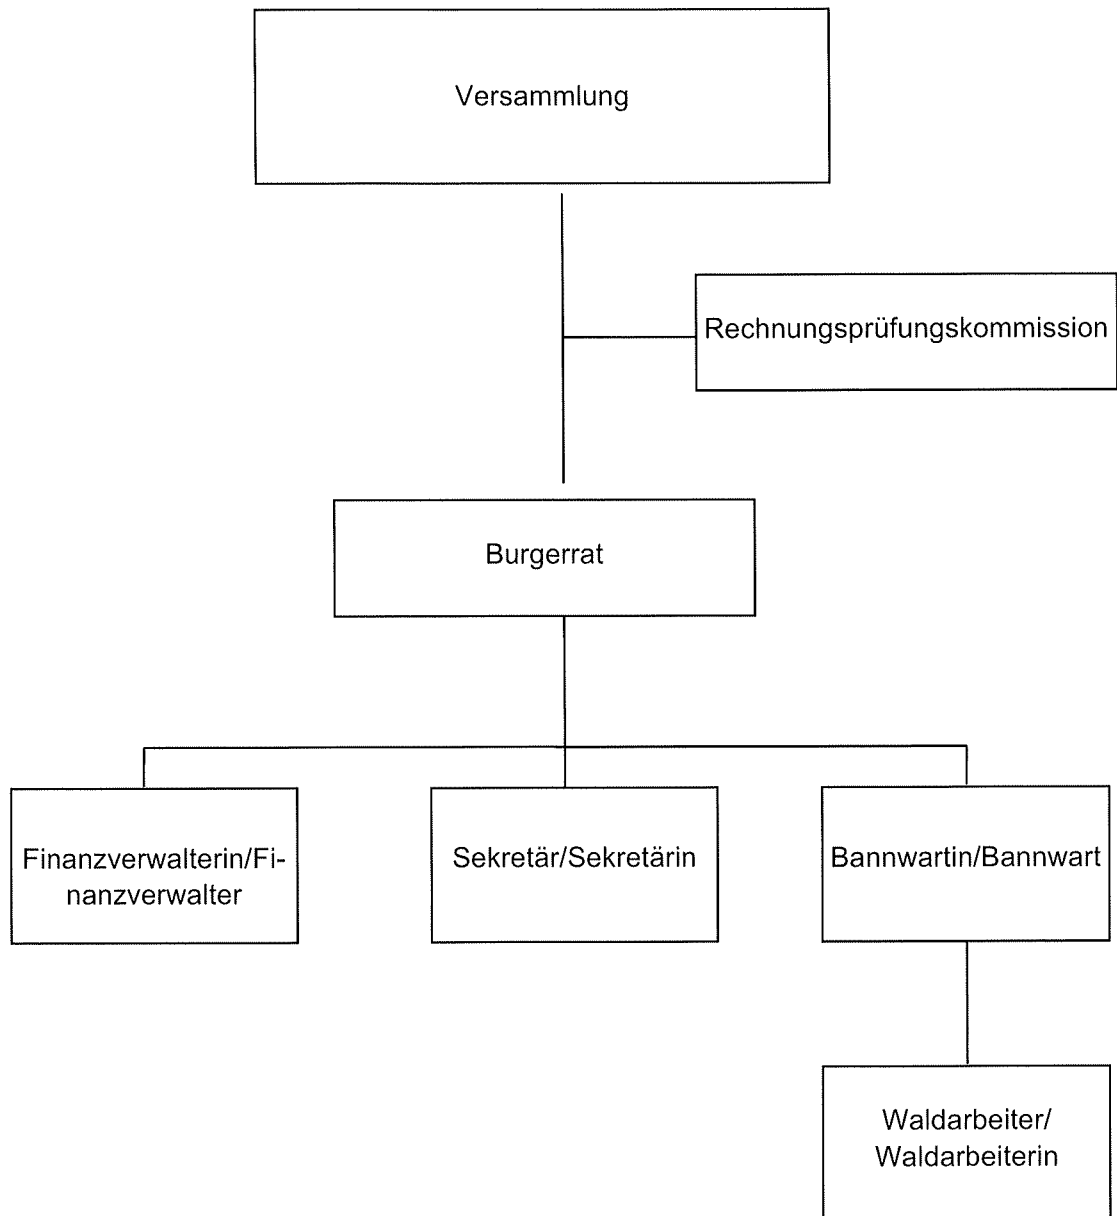 Versammlung
Rechnungsprüfungskommission
Burgerrat
Finanzverwalterin/Fi-
nanzverwalter
Sekretär/Sekretärin
Bannwartin/Bannwart
Waldarbeiter/
Waldarbeiterin